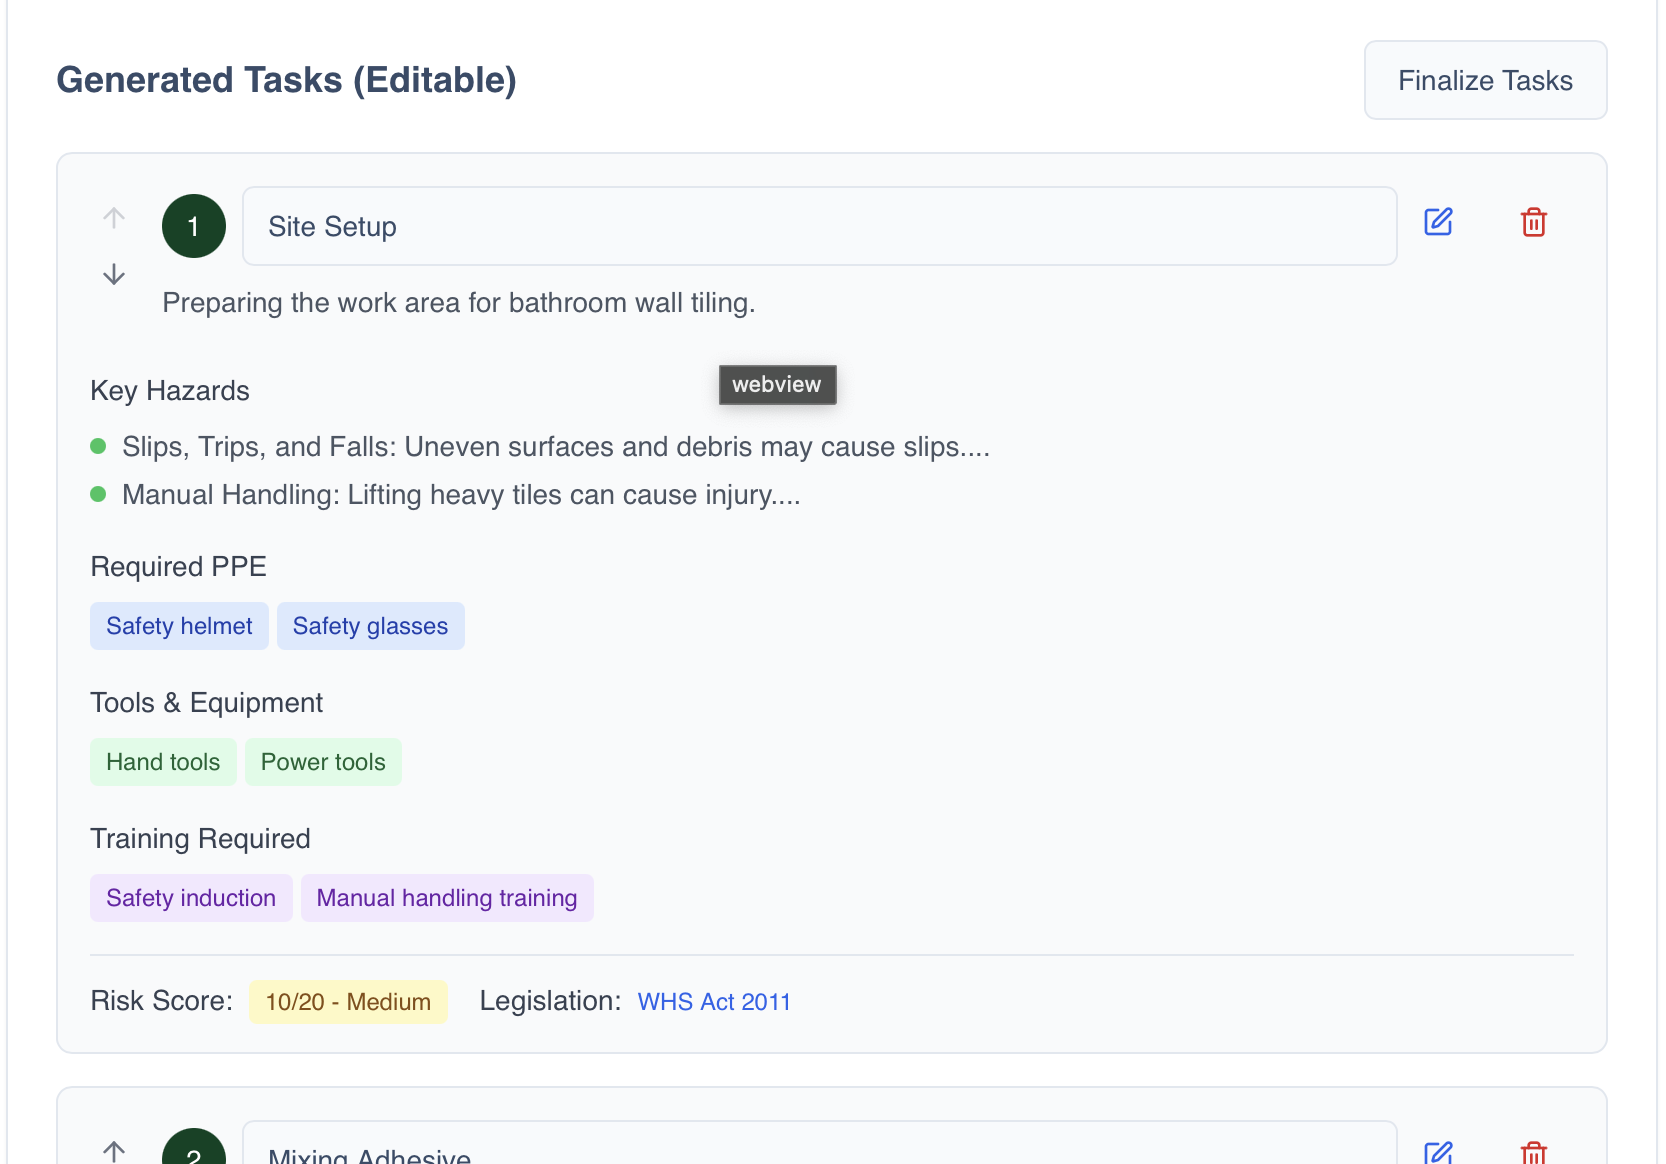 Generated Tasks (Editable)
Finalize Tasks
1
Site Setup
Preparing the work area for bathroom wall tiling.
webview
Key Hazards
Slips, Trips, and Falls: Uneven surfaces and debris may cause slips....
Manual Handling: Lifting heavy tiles can cause injury....
Required PPE
Safety helmet Safety glasses
Tools & Equipment
Hand tools Power tools
Training Required
Safety induction Manual handling training
Risk Score: 10/20 - Medium Legislation: WHS Act 2011
2
Mixing Adhesive